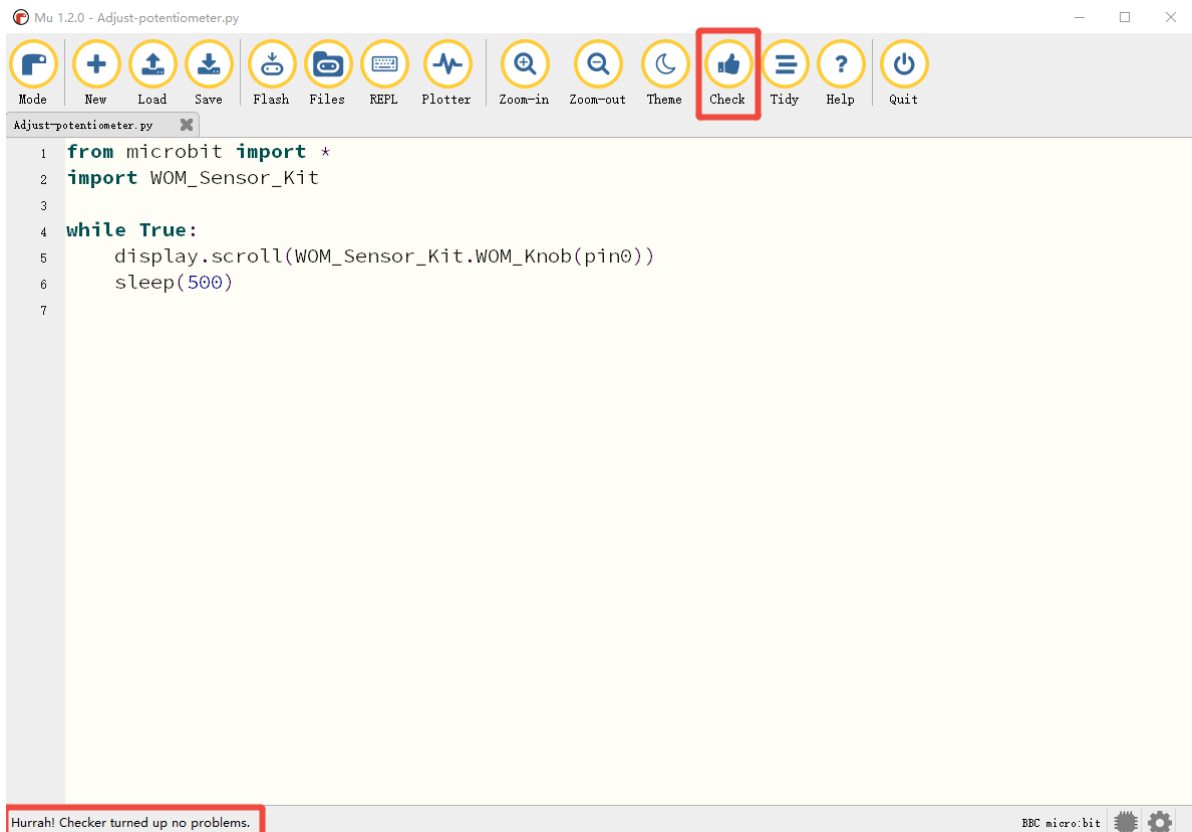 Mu 1.2.0 - Adjust-potentiometer.py
Mode New Load Save Flash Files REPL Plotter Zoom-in Zoom-out Theme Check Tidy Help Quit
Adjust-potentiometer.py
1 from microbit import *
2 import WOM_Sensor_Kit
3
4 while True:
5     display.scroll(WOM_Sensor_Kit.WOM_Knob(pin0))
6     sleep(500)
7
Hurrah! Checker turned up no problems. BBC micro:bit